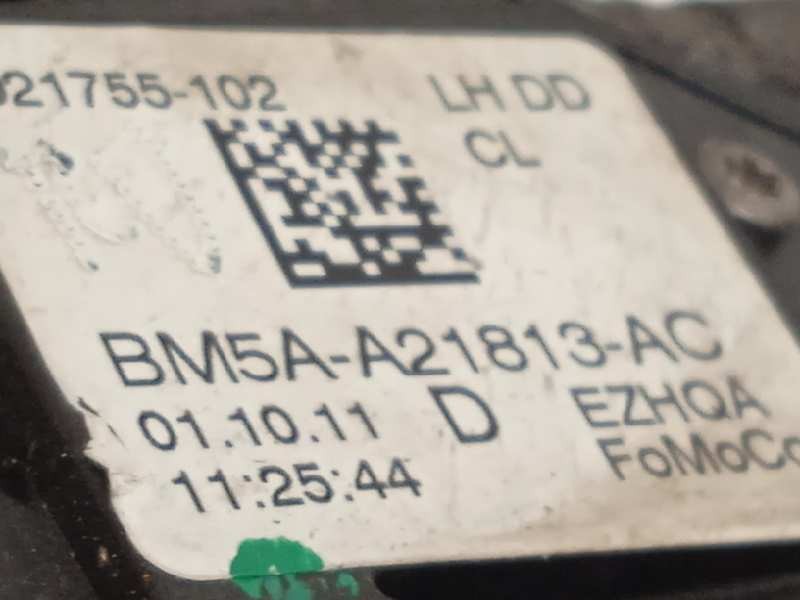 21755-102
LH DD
CL
BM5A-A21813-AC
01.10.11 D EZHQA
11:25:44 FoMoCo